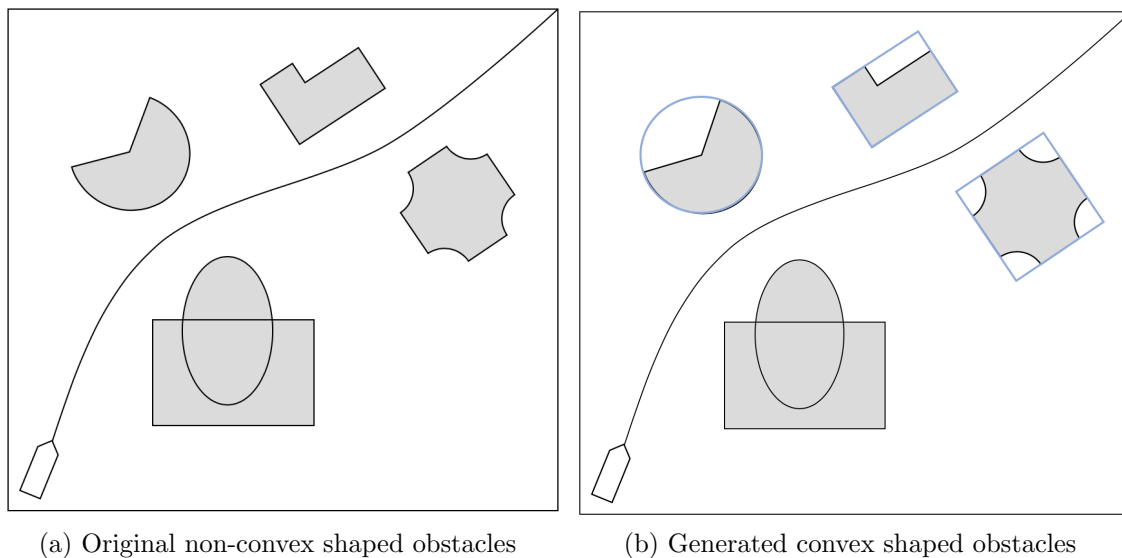 (a) Original non-convex shaped obstacles
(b) Generated convex shaped obstacles